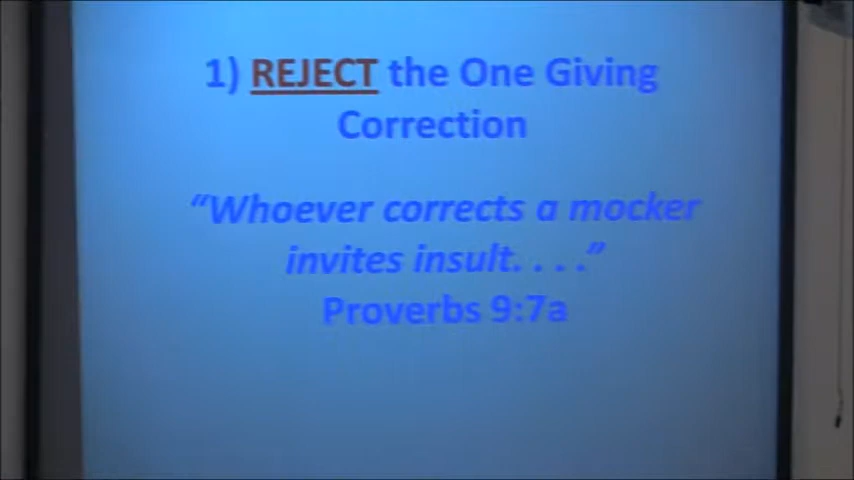 1) REJECT the One Giving
Correction
“Whoever corrects a mocker
invites insult. . . .”
Proverbs 9:7a